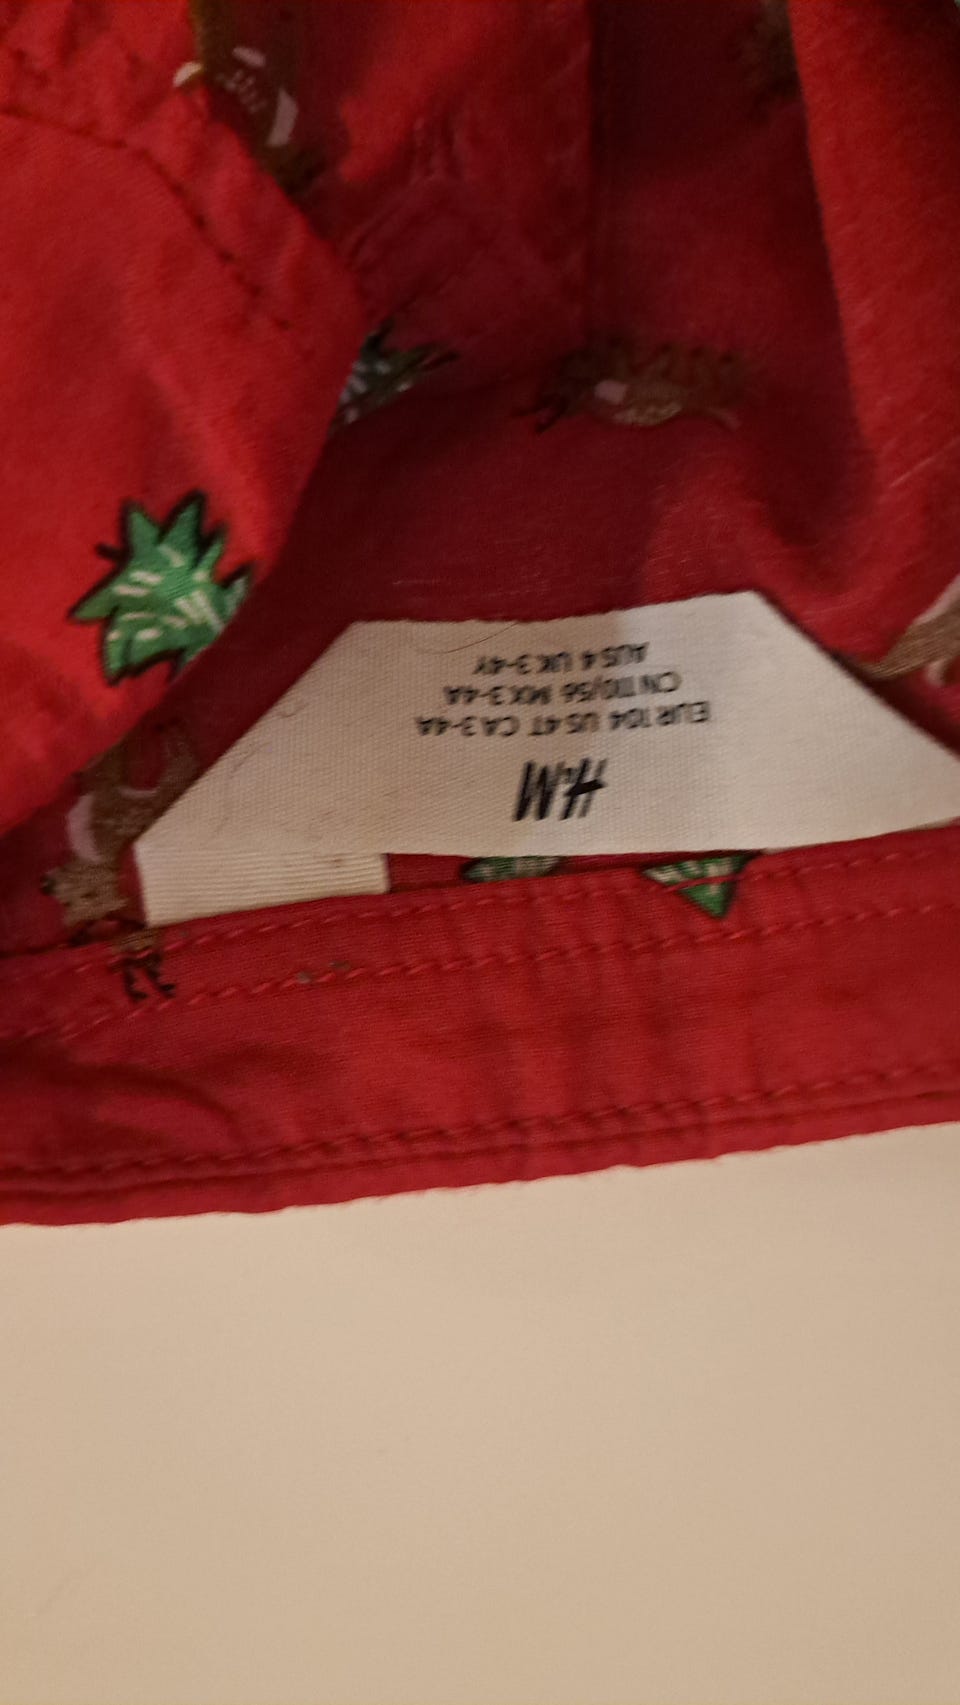 H&M
EUR 104 US 4T CA 3-4A
CN 110/56 MX 3-4A
AUS 4 UK 3-4Y